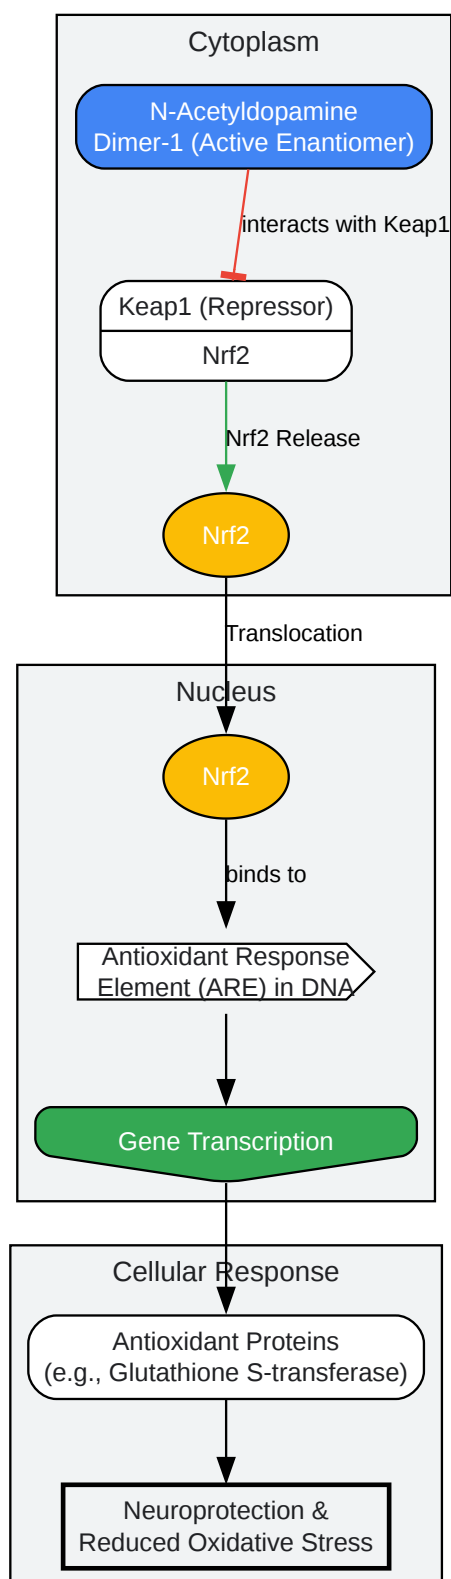 Cytoplasm
N-Acetyldopamine
Dimer-1 (Active Enantiomer)
interacts with Keap1
Keap1 (Repressor)
Nrf2
Nrf2 Release
Nrf2
Translocation
Nucleus
Nrf2
binds to
Antioxidant Response
Element (ARE) in DNA
Gene Transcription
Cellular Response
Antioxidant Proteins
(e.g., Glutathione S-transferase)
Neuroprotection &
Reduced Oxidative Stress